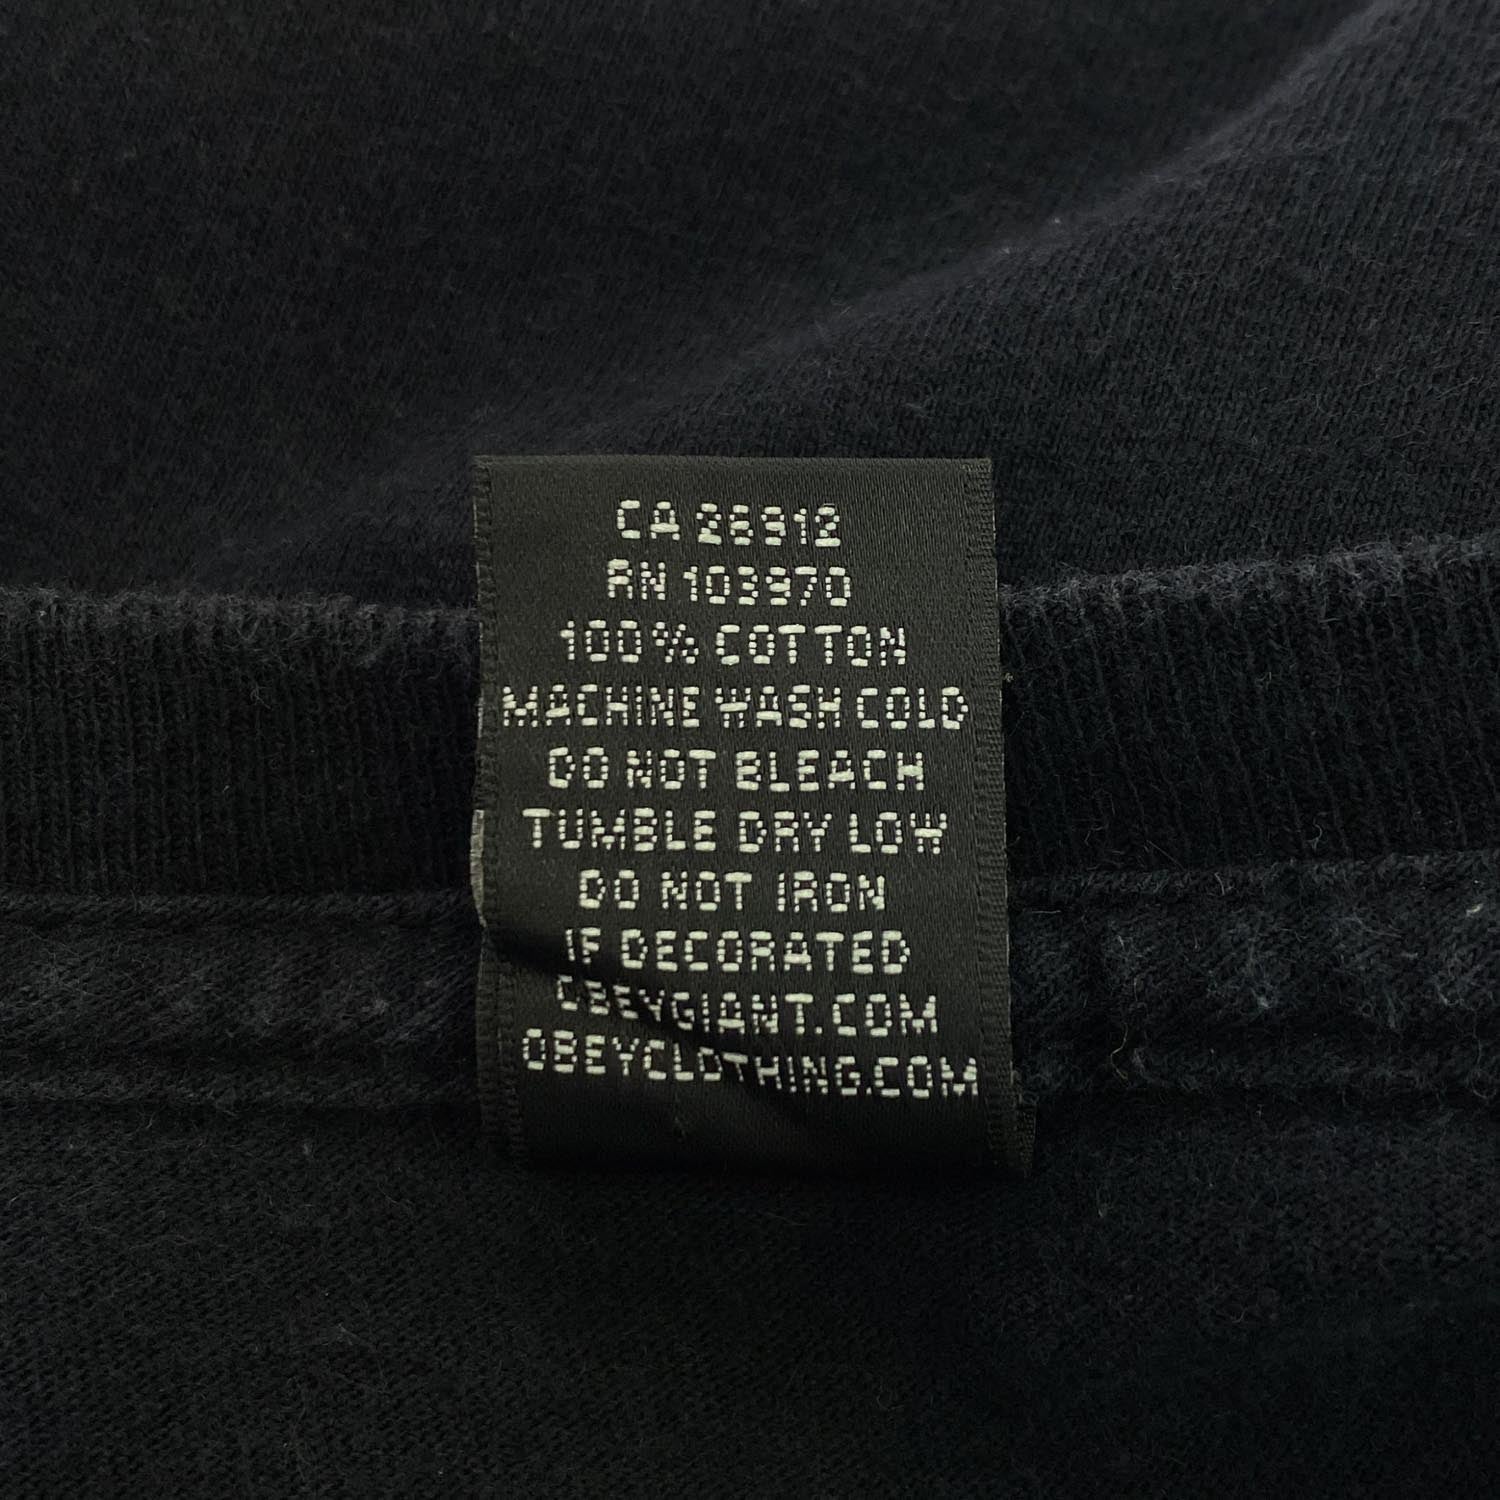 CA 26912
RN 103970
100% COTTON
MACHINE WASH COLD
DO NOT BLEACH
TUMBLE DRY LOW
DO NOT IRON
IF DECORATED
OBEYGIANT.COM
OBEYCLOTHING.COM